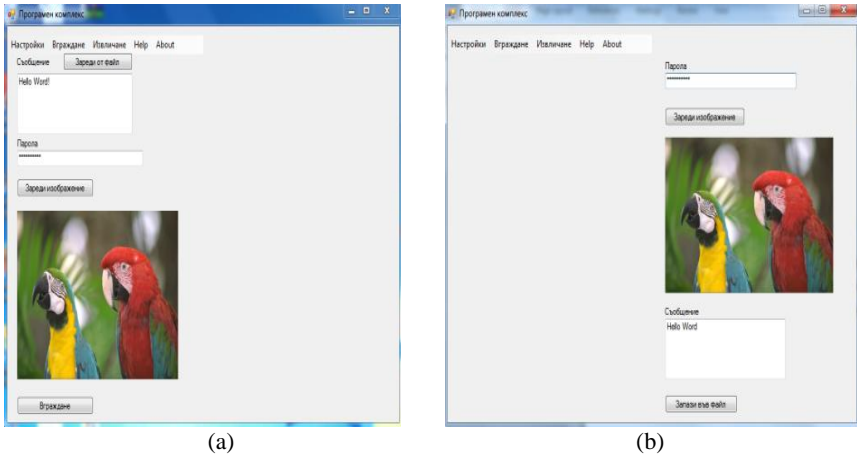 Програмен комплекс
Настройки Вграждане Извличане Help About
Съобщение Зареди от файл
Hello Word!
Парола
**********
Зареди изображение
Вграждане
(a)
Програмен комплекс
Настройки Вграждане Извличане Help About
Парола
**********
Зареди изображение
Съобщение
Hello Word
Запази във файл
(b)